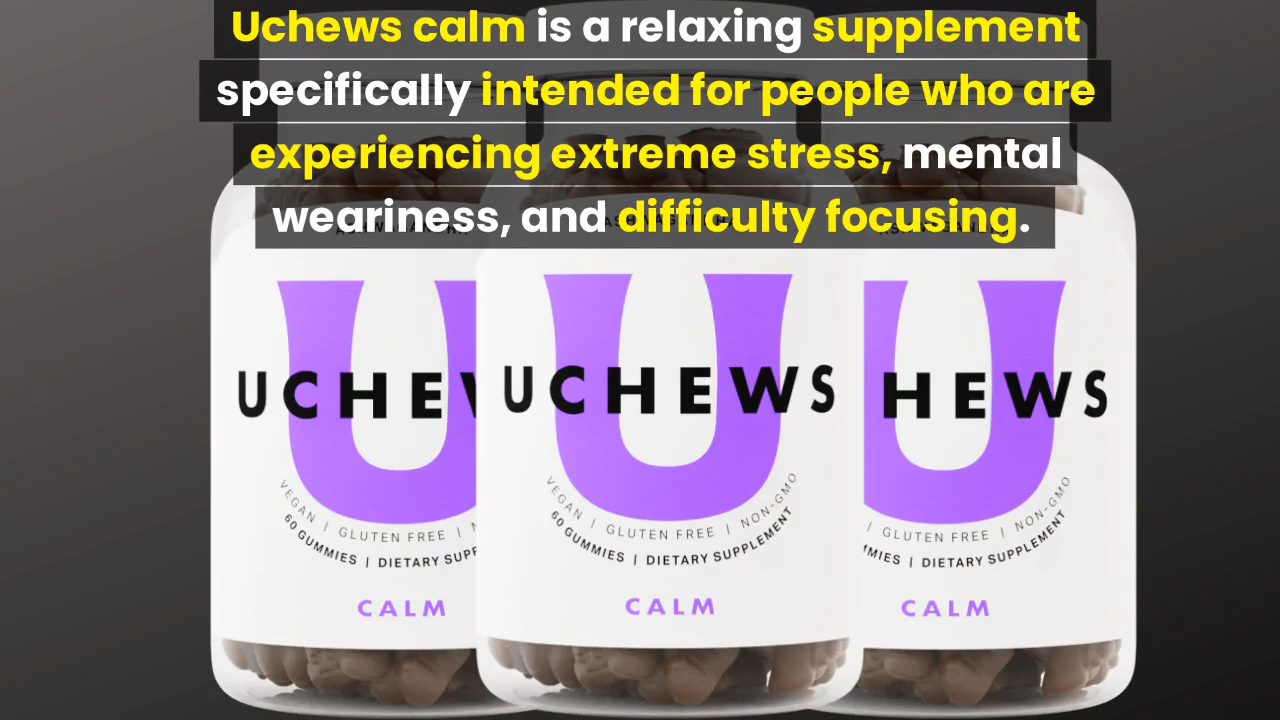 Uchews calm is a relaxing supplement
specifically intended for people who are
experiencing extreme stress, mental
weariness, and difficulty focusing.
UCHEW
UCHEWS
HEWS
VEGAN | GLUTEN FREE | N
60 GUMMIES | DIETARY SUPP
VEGAN | GLUTEN FREE | NON-GMO
60 GUMMIES | DIETARY SUPPLEMENT
| GLUTEN FREE | NON-GMO
MMIES | DIETARY SUPPLEMENT
CALM
CALM
CALM